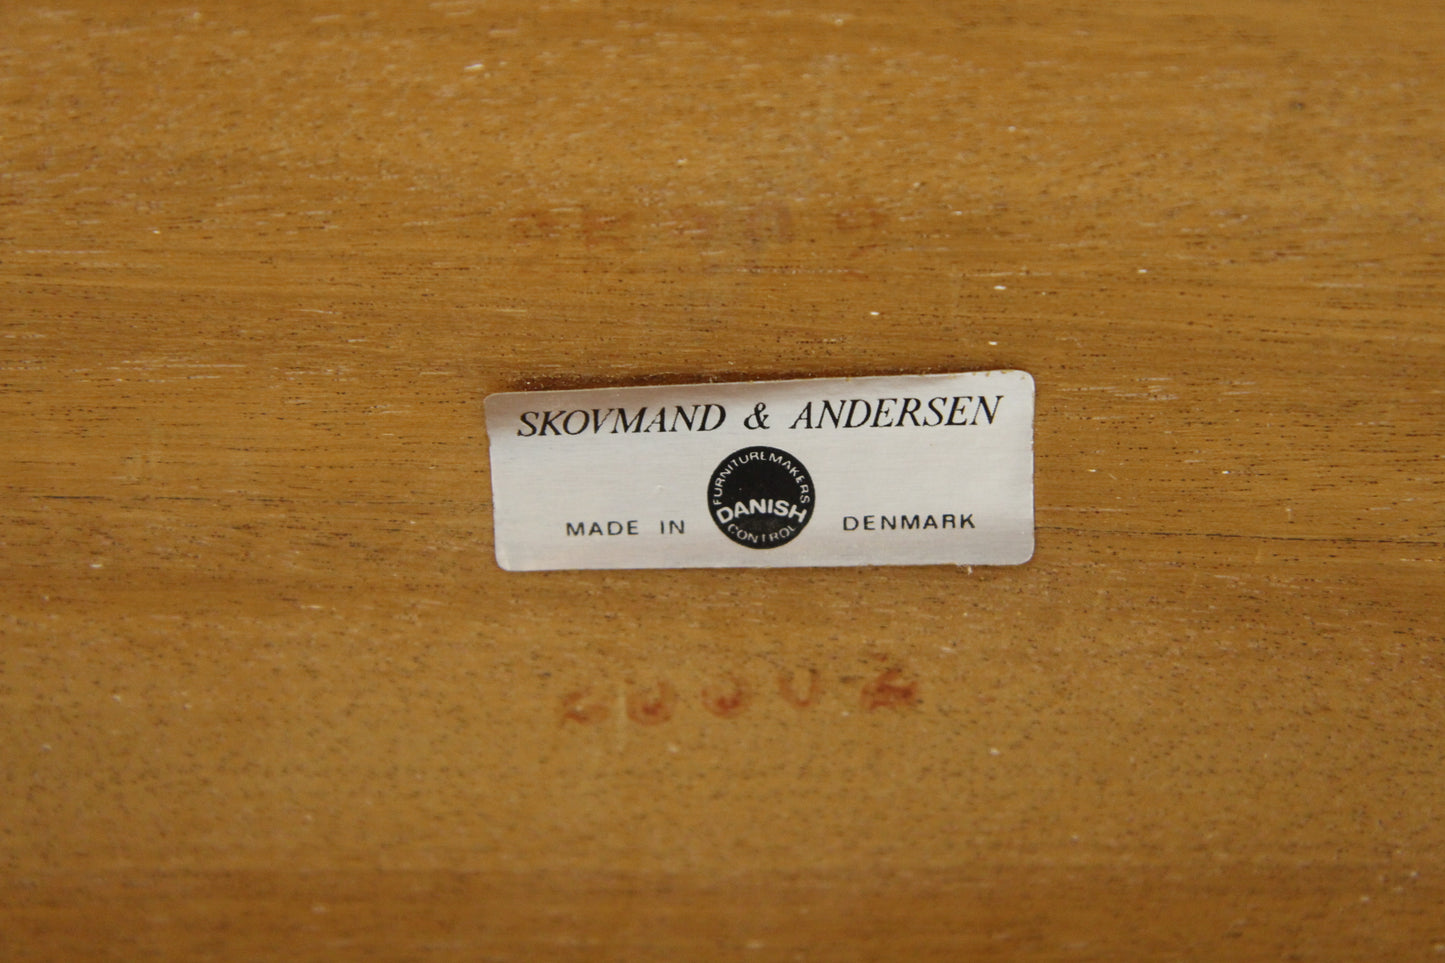 SKOVMAND & ANDERSEN
FURNITUREMAKERS
DANISH
CONTROL
MADE IN DENMARK